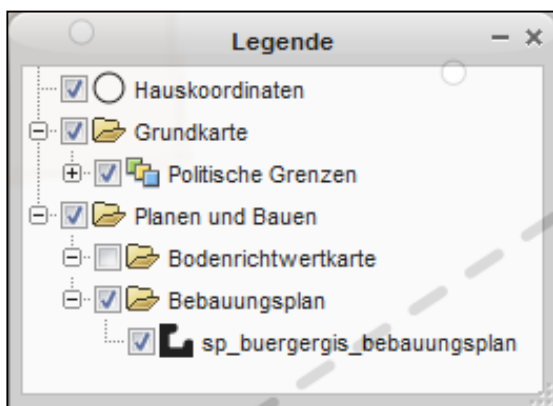 Legende
Hauskoordinaten
Grundkarte
Politische Grenzen
Planen und Bauen
Bodenrichtwertkarte
Bebauungsplan
sp_buergergis_bebauungsplan